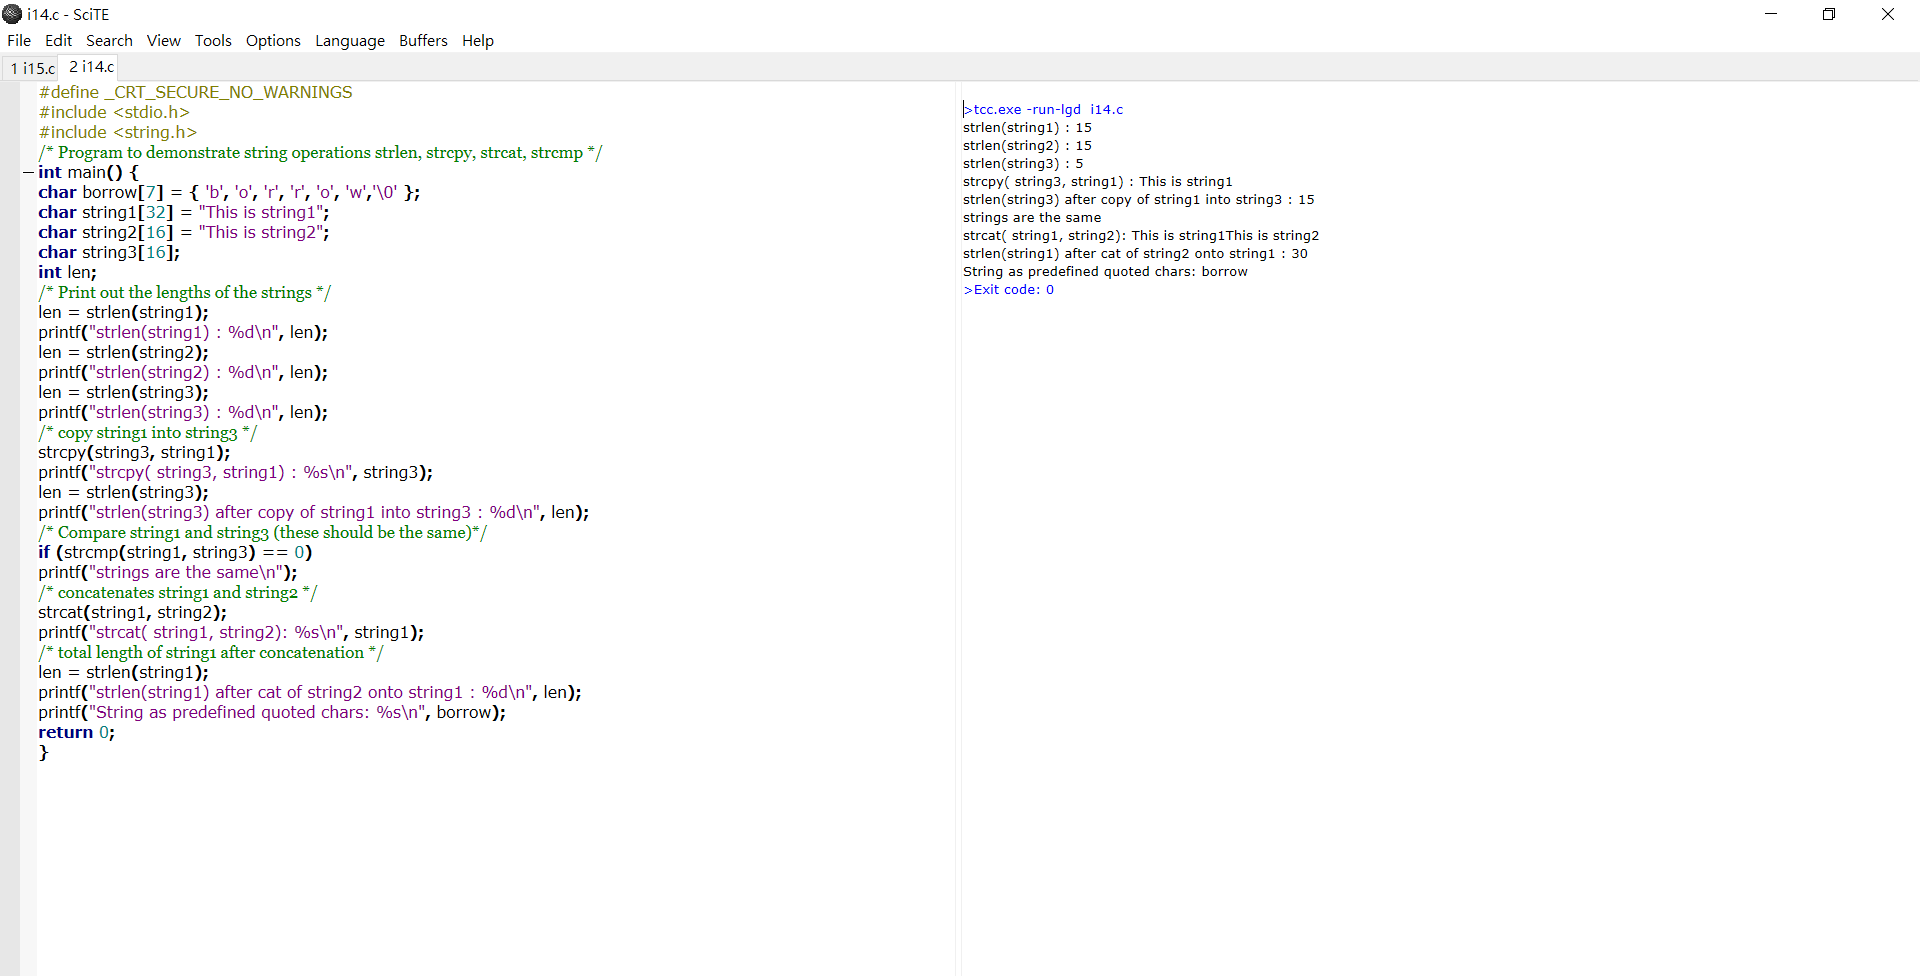 i14.c - SciTE
File Edit Search View Tools Options Language Buffers Help
1 i15.c 2 i14.c
#define _CRT_SECURE_NO_WARNINGS
#include <stdio.h>
#include <string.h>
/* Program to demonstrate string operations strlen, strcpy, strcat, strcmp */
int main() {
char borrow[7] = { 'b', 'o', 'r', 'r', 'o', 'w','\0' };
char string1[32] = "This is string1";
char string2[16] = "This is string2";
char string3[16];
int len;
/* Print out the lengths of the strings */
len = strlen(string1);
printf("strlen(string1) : %d\n", len);
len = strlen(string2);
printf("strlen(string2) : %d\n", len);
len = strlen(string3);
printf("strlen(string3) : %d\n", len);
/* copy string1 into string3 */
strcpy(string3, string1);
printf("strcpy( string3, string1) : %s\n", string3);
len = strlen(string3);
printf("strlen(string3) after copy of string1 into string3 : %d\n", len);
/* Compare string1 and string3 (these should be the same)*/
if (strcmp(string1, string3) == 0)
printf("strings are the same\n");
/* concatenates string1 and string2 */
strcat(string1, string2);
printf("strcat( string1, string2): %s\n", string1);
/* total length of string1 after concatenation */
len = strlen(string1);
printf("strlen(string1) after cat of string2 onto string1 : %d\n", len);
printf("String as predefined quoted chars: %s\n", borrow);
return 0;
}
>tcc.exe -run-lgd  i14.c
strlen(string1) : 15
strlen(string2) : 15
strlen(string3) : 5
strcpy( string3, string1) : This is string1
strlen(string3) after copy of string1 into string3 : 15
strings are the same
strcat( string1, string2): This is string1This is string2
strlen(string1) after cat of string2 onto string1 : 30
String as predefined quoted chars: borrow
>Exit code: 0